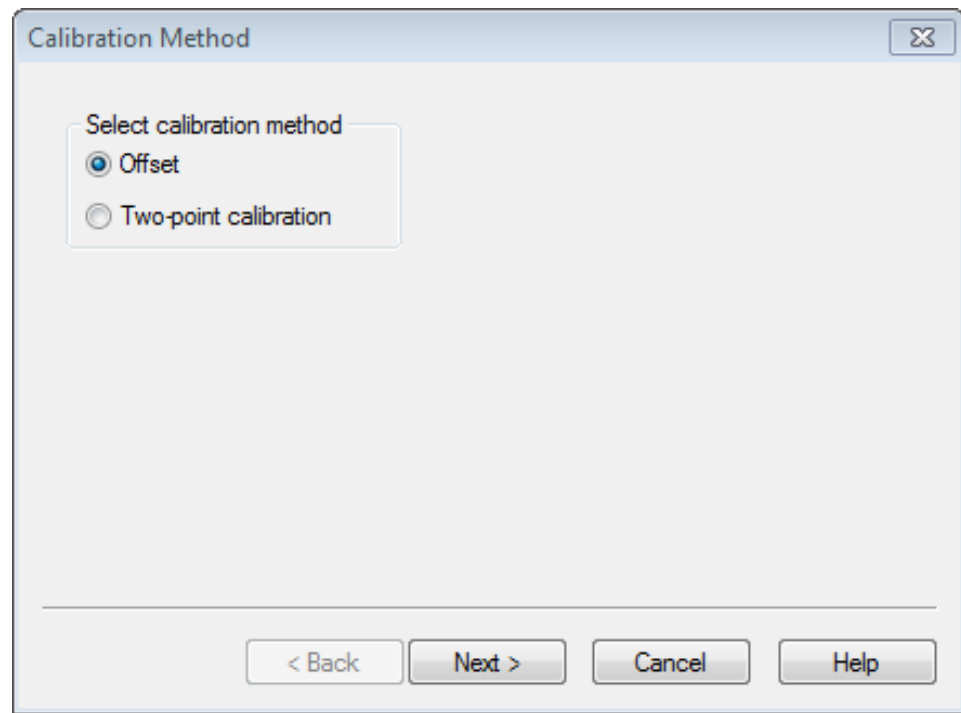 Calibration Method
Select calibration method
Offset
Two-point calibration
< Back Next > Cancel Help